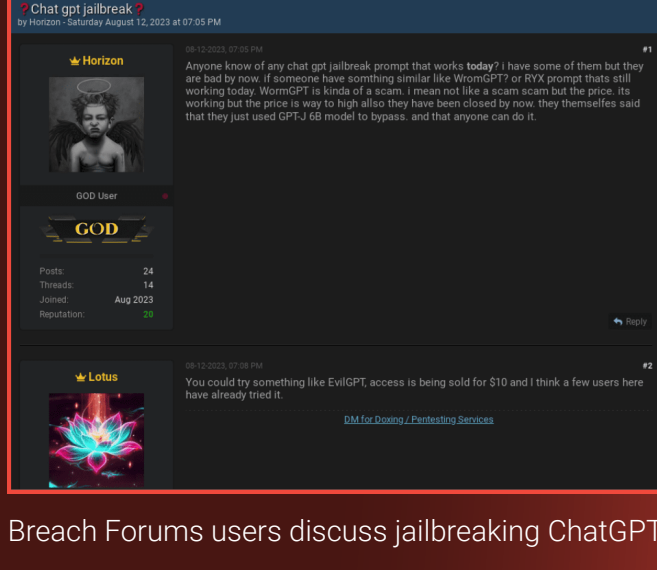 ❓Chat gpt jailbreak❓
by Horizon - Saturday August 12, 2023 at 07:05 PM
Horizon
GOD User
GOD
Posts: 24
Threads: 14
Joined: Aug 2023
Reputation: 20
08-12-2023, 07:05 PM
#1
Anyone know of any chat gpt jailbreak prompt that works today? i have some of them but they
are bad by now. if someone have somthing similar like WromGPT? or RYX prompt thats still
working today. WormGPT is kinda of a scam. i mean not like a scam scam but the price. its
working but the price is way to high allso they have been closed by now. they themselfes said
that they just used GPT-J 6B model to bypass. and that anyone can do it.
Reply
Lotus
08-12-2023, 07:08 PM
#2
You could try something like EvilGPT, access is being sold for $10 and I think a few users here
have already tried it.
DM for Doxing / Pentesting Services
Breach Forums users discuss jailbreaking ChatGPT